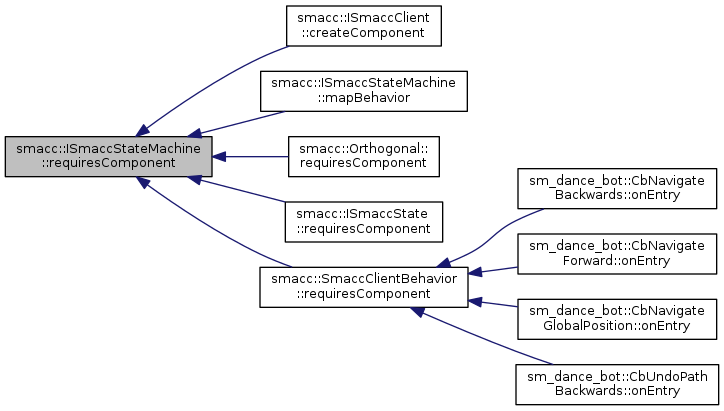 smacc::ISmaccClient
::createComponent
smacc::ISmaccStateMachine
::mapBehavior
smacc::ISmaccStateMachine
::requiresComponent
smacc::Orthogonal::
requiresComponent
smacc::ISmaccState
::requiresComponent
smacc::SmaccClientBehavior
::requiresComponent
sm_dance_bot::CbNavigate
Backwards::onEntry
sm_dance_bot::CbNavigate
Forward::onEntry
sm_dance_bot::CbNavigate
GlobalPosition::onEntry
sm_dance_bot::CbUndoPath
Backwards::onEntry